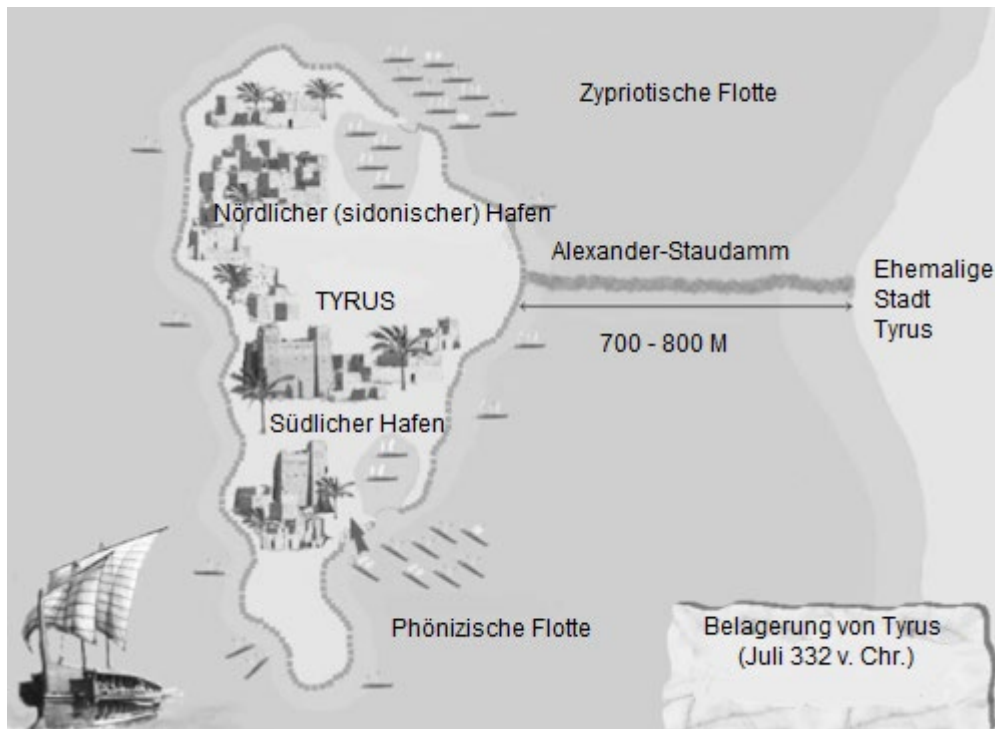 Zypriotische Flotte
Nördlicher (sidonischer) Hafen
Alexander-Staudamm
Ehemalige
Stadt
Tyrus
TYRUS
700 - 800 M
Südlicher Hafen
Phönizische Flotte
Belagerung von Tyrus
(Juli 332 v. Chr.)